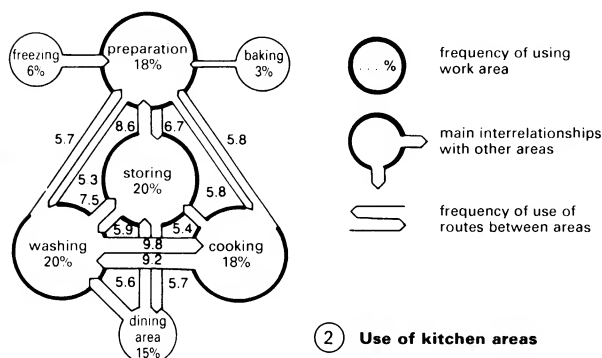 freezing
6%
preparation
18%
baking
3%
5.7
8.6
6.7
5.8
5.3
7.5
storing
20%
5.8
5.9
5.4
washing
20%
9.8
9.2
cooking
18%
5.6
5.7
dining
area
15%
... %
frequency of using
work area
main interrelationships
with other areas
frequency of use of
routes between areas
2 Use of kitchen areas